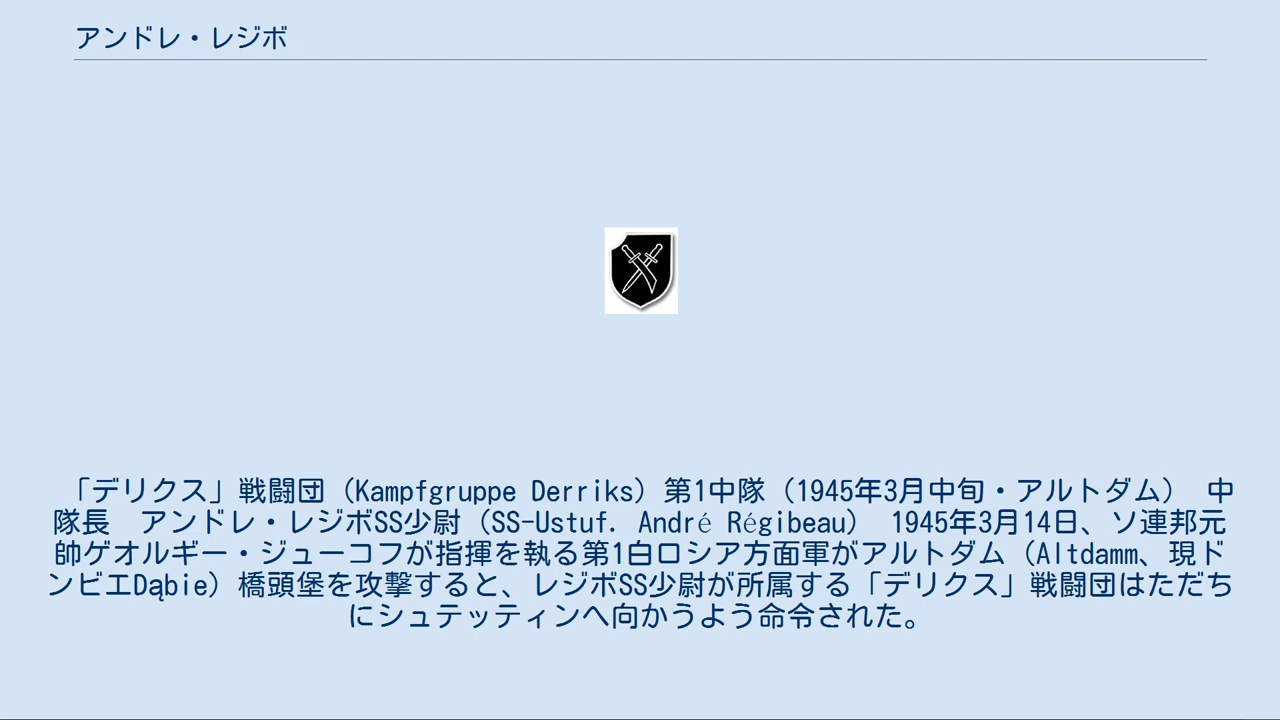 アンドレ・レジボ
「デリクス」戦闘団（Kampfgruppe Derriks）第1中隊（1945年3月中旬・アルトダム） 中
隊長　アンドレ・レジボSS少尉（SS-Ustuf. André Régibeau） 1945年3月14日、ソ連邦元
帥ゲオルギー・ジューコフが指揮を執る第1白ロシア方面軍がアルトダム（Altdamm、現ド
ンビエDąbie）橋頭堡を攻撃すると、レジボSS少尉が所属する「デリクス」戦闘団はただち
にシュテッティンへ向かうよう命令された。